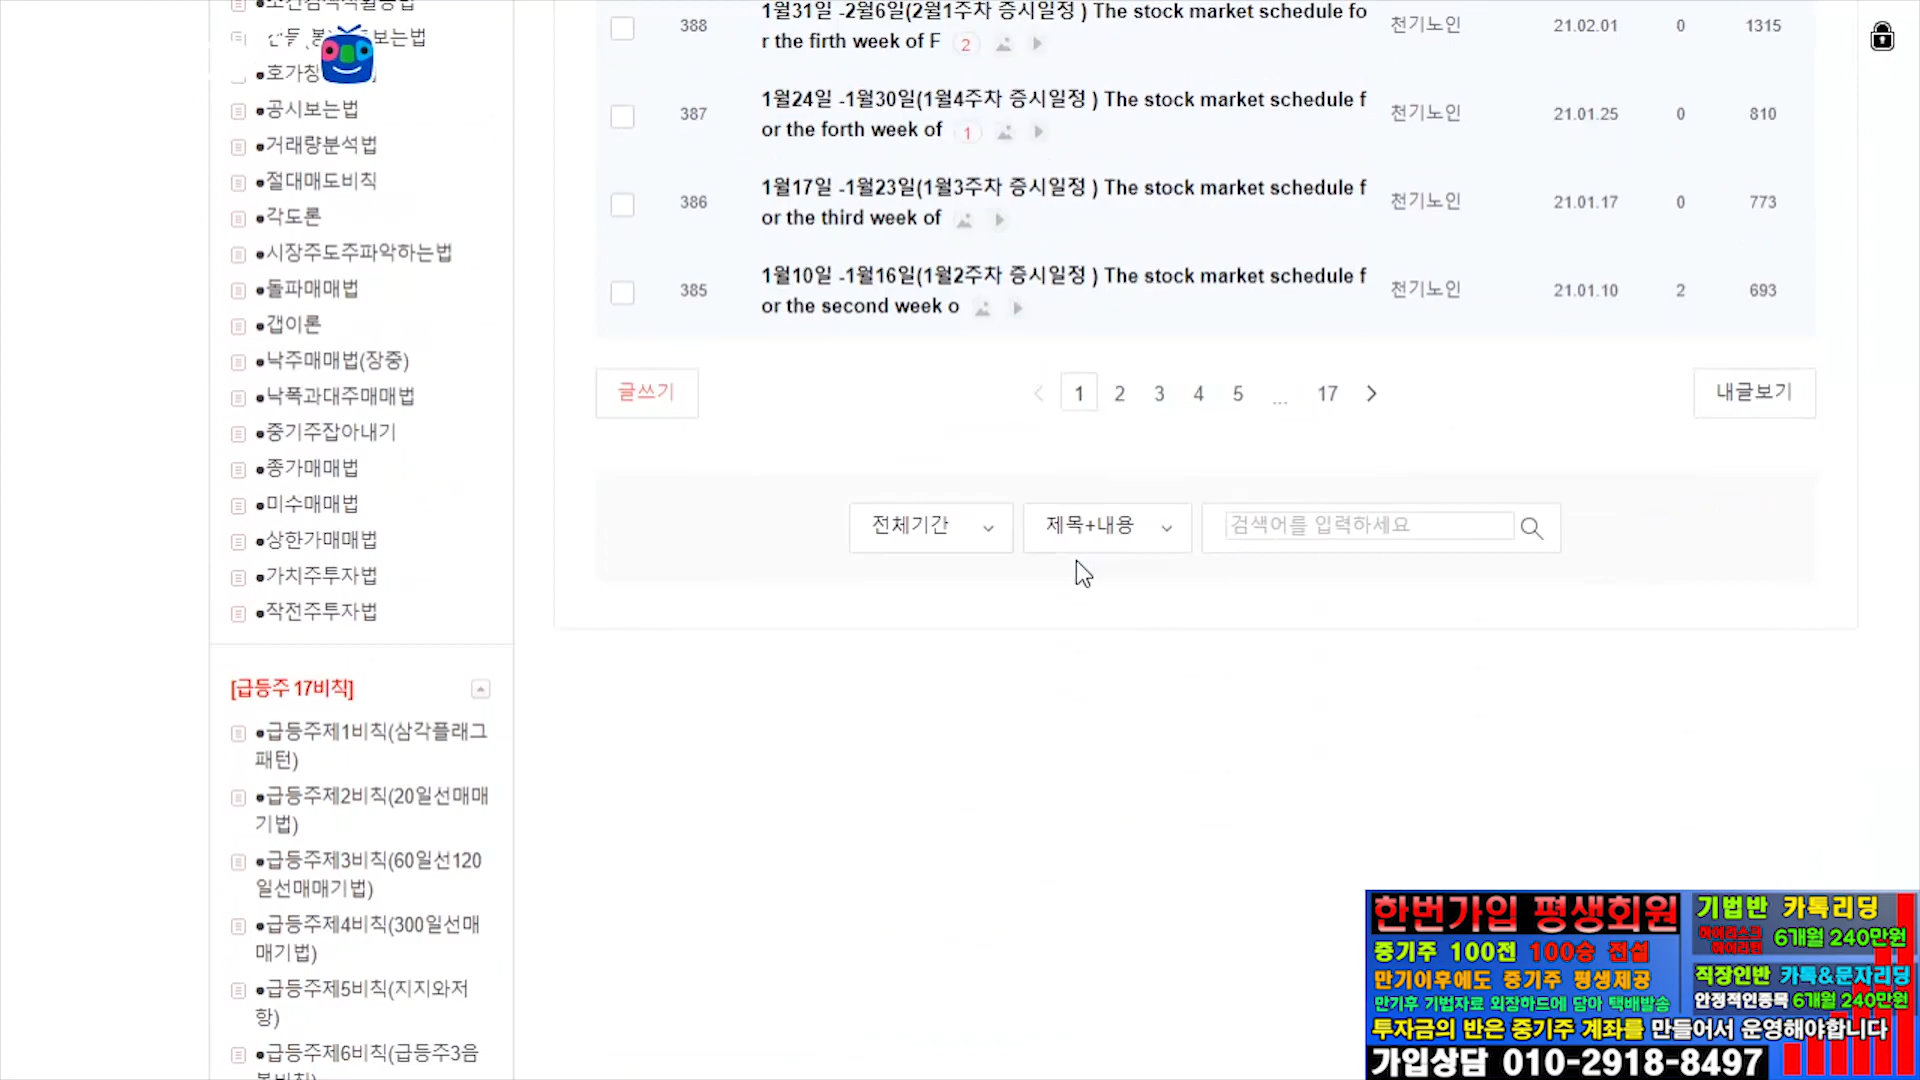 ●공시보는법
●거래량분석법
●절대매도비칙
●각도론
●시장주도주파악하는법
●돌파매매법
●갭이론
●낙주매매법(장중)
●낙폭과대주매매법
●중기주잡아내기
●종가매매법
●미수매매법
●상한가매매법
●가치주투자법
●작전주투자법
[급등주 17비칙]
●급등주제1비칙(삼각플래그
패턴)
●급등주제2비칙(20일선매매
기법)
●급등주제3비칙(60일선120
일선매매기법)
●급등주제4비칙(300일선매
매기법)
●급등주제5비칙(지지와저
항)
●급등주제6비칙(급등주3음
388 1월31일 -2월6일(2월1주차 증시일정 ) The stock market schedule fo 천기노인 21.02.01 0 1315
r the firth week of F 2
387 1월24일 -1월30일(1월4주차 증시일정 ) The stock market schedule f 천기노인 21.01.25 0 810
or the forth week of 1
386 1월17일 -1월23일(1월3주차 증시일정 ) The stock market schedule f 천기노인 21.01.17 0 773
or the third week of
385 1월10일 -1월16일(1월2주차 증시일정 ) The stock market schedule f 천기노인 21.01.10 2 693
or the second week o
글쓰기 1 2 3 4 5 ... 17 내글보기
전체기간 제목+내용 검색어를 입력하세요
한번가입 평생회원
중기주 100전 100승 전설
만기이후에도 중기주 평생제공
만기후 기법자료 외장하드에 담아 택배발송
기법반 카톡리딩
하이리스크
하이리턴 6개월 240만원
직장인반 카톡&문자리딩
안정적인종목 6개월 240만원
투자금의 반은 중기주 계좌를 만들어서 운영해야합니다
가입상담 010-2918-8497